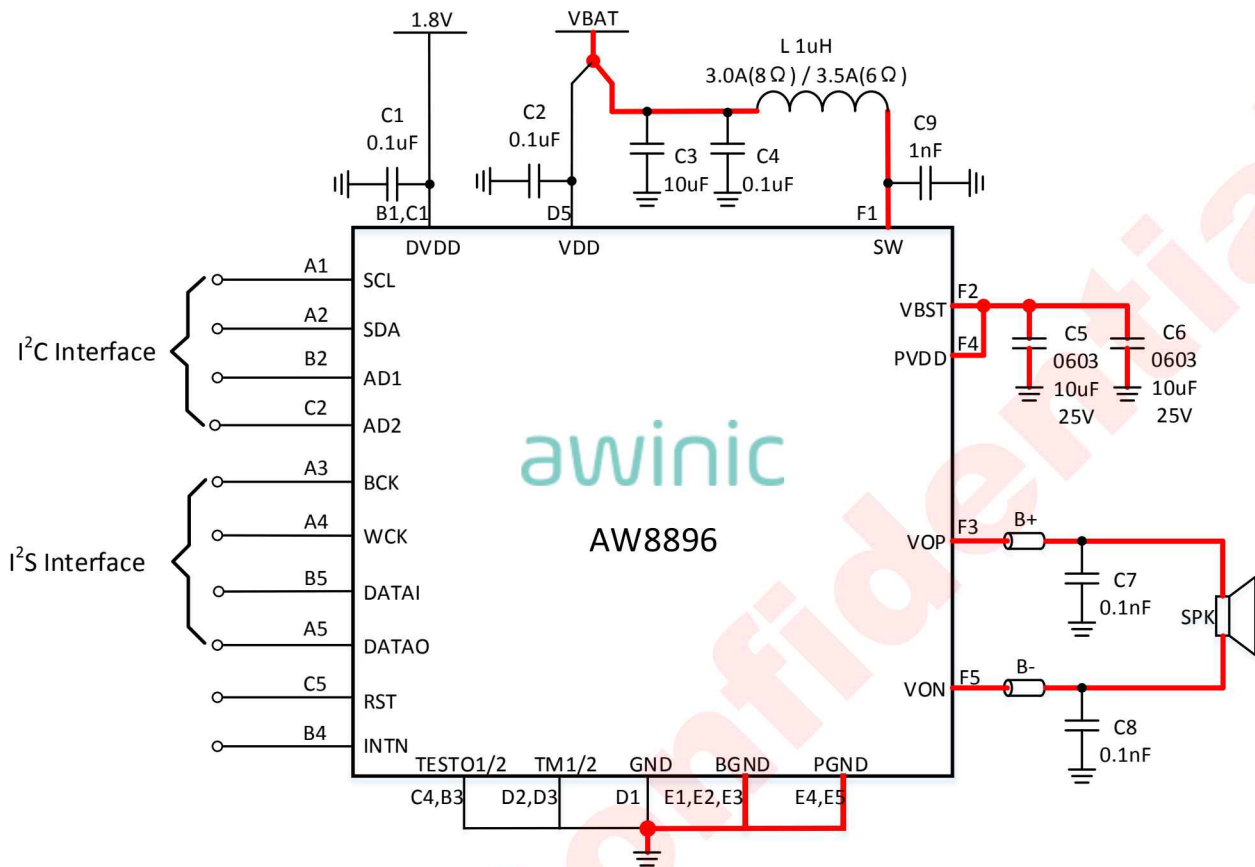 1.8V
VBAT
L 1uH
3.0A(8Ω) / 3.5A(6Ω)
C1
0.1uF
C2
0.1uF
C3
10uF
C4
0.1uF
C9
1nF
B1,C1
D5
F1
DVDD
VDD
SW
I²C Interface
A1
SCL
A2
SDA
B2
AD1
C2
AD2
I²S Interface
A3
BCK
A4
WCK
B5
DATAI
A5
DATAO
C5
RST
B4
INTN
awinic
AW8896
VBST
F2
PVDD
F4
C5
0603
10uF
25V
C6
0603
10uF
25V
VOP
F3
B+
C7
0.1nF
SPK
VON
F5
B-
C8
0.1nF
TESTO1/2
TM1/2
GND
BGND
PGND
C4,B3
D2,D3
D1
E1,E2,E3
E4,E5
onfidentia